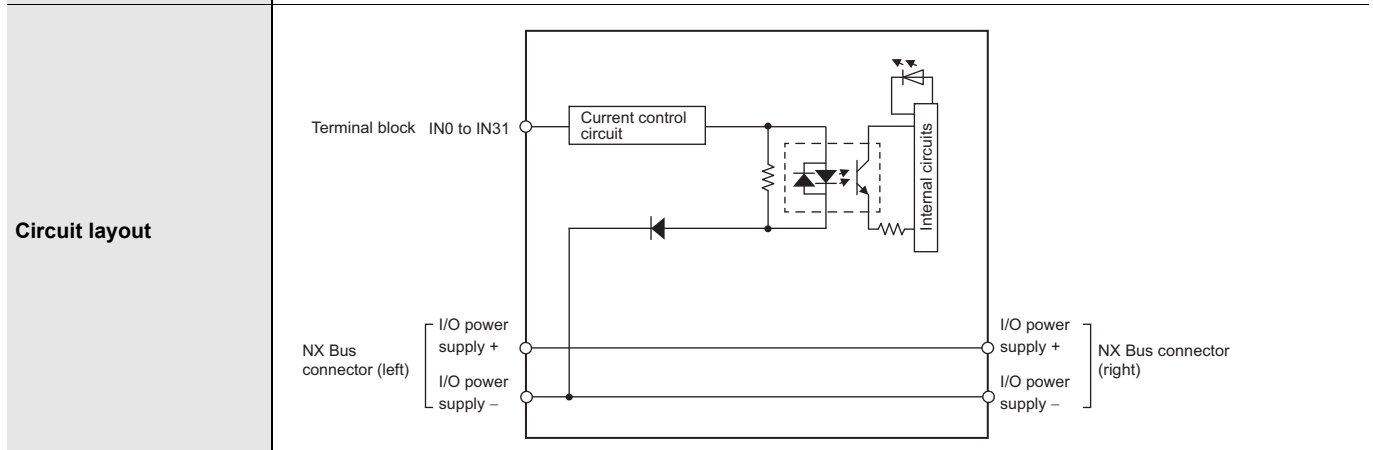 Circuit layout
Terminal block IN0 to IN31
Current control
circuit
Internal circuits
NX Bus
connector (left)
I/O power
supply +
I/O power
supply –
I/O power
supply +
I/O power
supply –
NX Bus connector
(right)